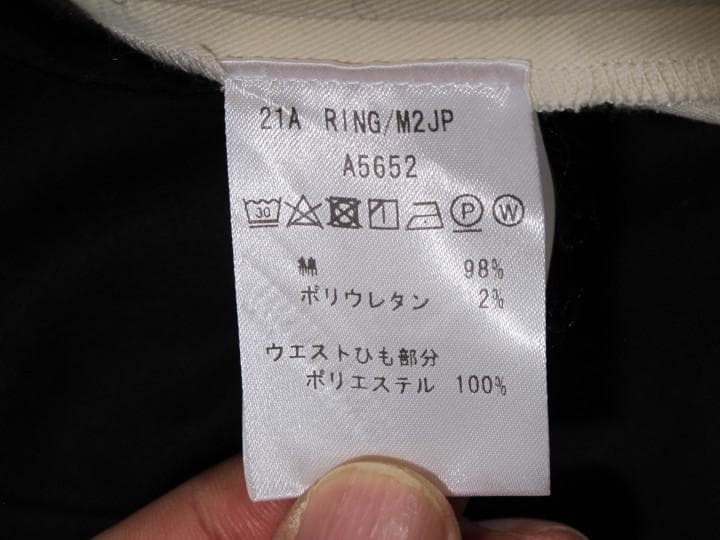 21A RING/M2JP
A5652
30 P W
綿 98%
ポリウレタン 2%
ウエストひも部分
ポリエステル 100%